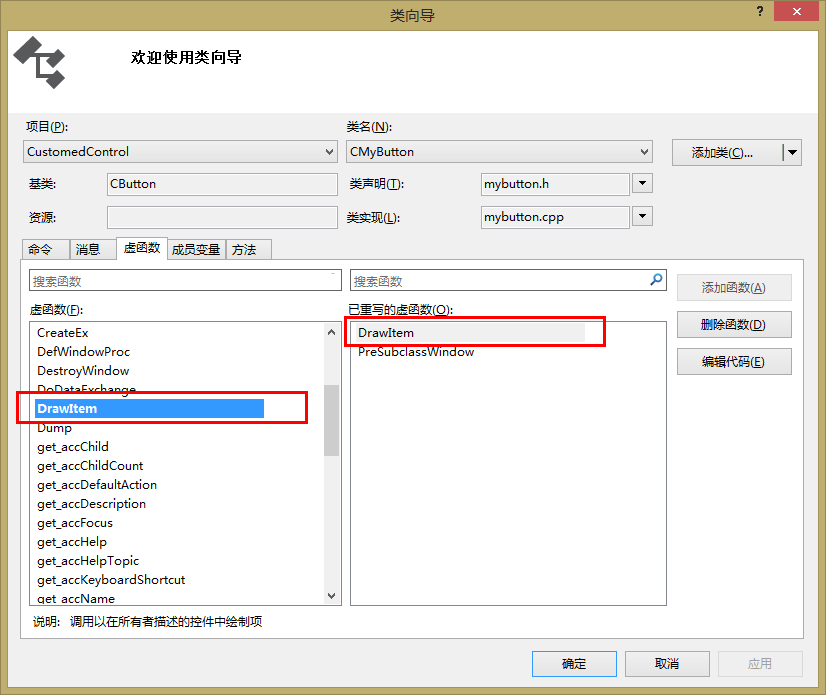 类向导
?
欢迎使用类向导
项目(P): 类名(N):
CustomedControl CMyButton 添加类(C)...
基类: CButton 类声明(T): mybutton.h
资源: 类实现(L): mybutton.cpp
命令 消息 虚函数 成员变量 方法
搜索函数 搜索函数 添加函数(A)
虚函数(F): 已重写的虚函数(O):
删除函数(D)
编辑代码(E)
CreateEx DrawItem
DefWindowProc PreSubclassWindow
DestroyWindow
DoDataExchange
DrawItem
Dump
get_accChild
get_accChildCount
get_accDefaultAction
get_accDescription
get_accFocus
get_accHelp
get_accHelpTopic
get_accKeyboardShortcut
get_accName
说明: 调用以在所有者描述的控件中绘制项
确定 取消 应用